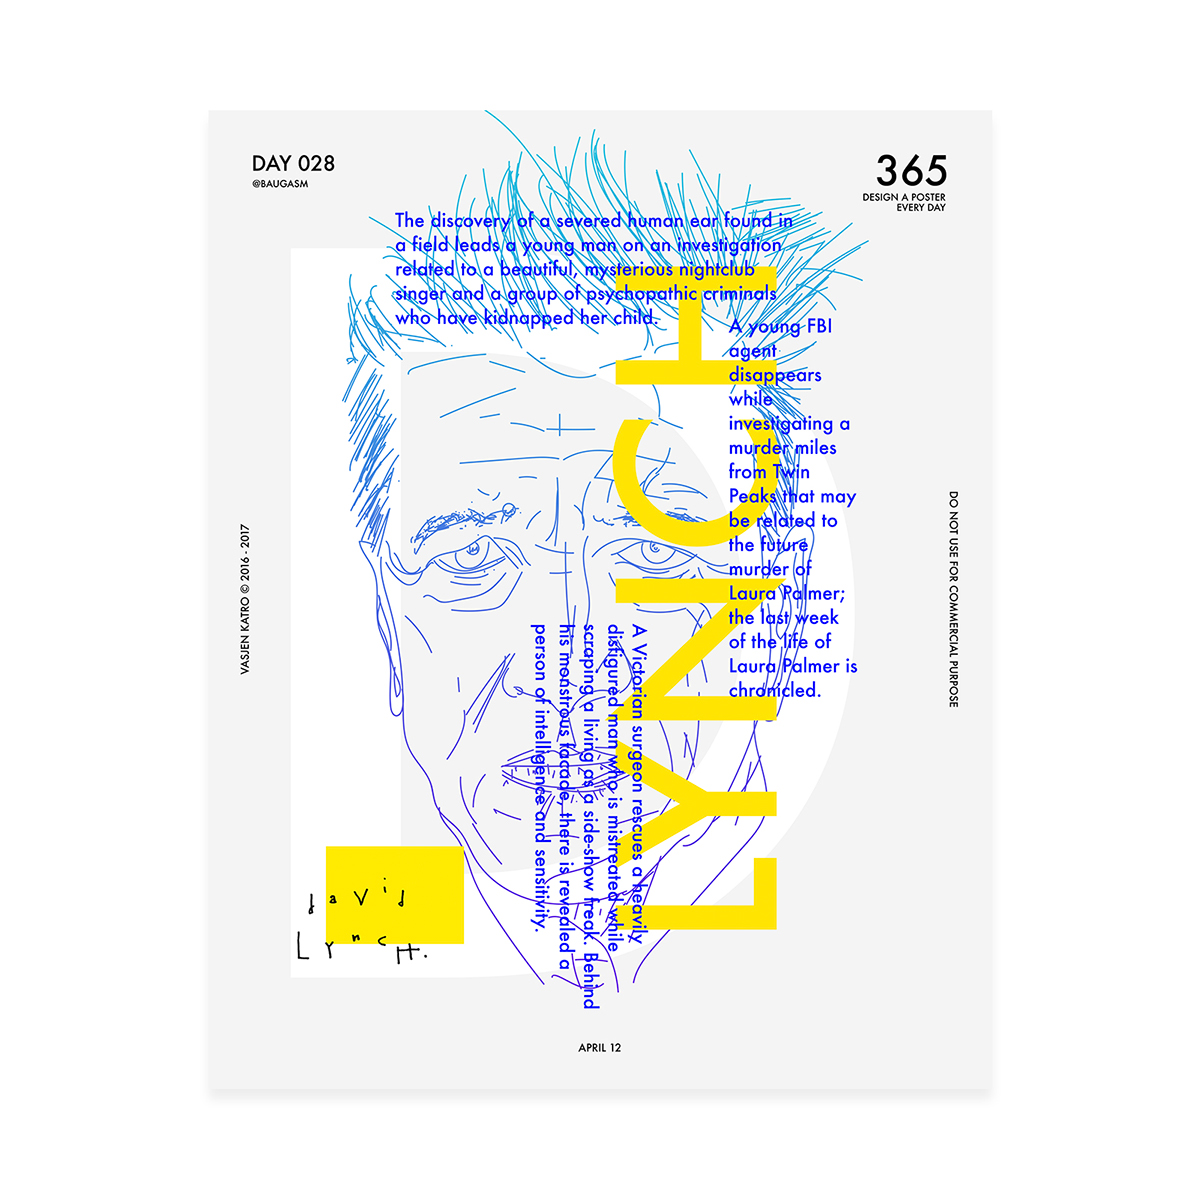 DAY 028
@BAUGASM
365
DESIGN A POSTER
EVERY DAY
The discovery of a severed human ear found in
a field leads a young man on an investigation
related to a beautiful, mysterious nightclub
singer and a group of psychopathic criminals
who have kidnapped her child.
A young FBI
agent
disappears
while
investigating a
murder miles
from Twin
Peaks that may
be related to
the future
murder of
Laura Palmer;
the last week
of the life of
Laura Palmer is
chronicled.
LYNCH
A Victorian surgeon rescues a heavily
disfigured man who is mistreated while
scraping a living as a side-show freak. Behind
his monstrous facade, there is revealed a
person of intelligence and sensitivity.
VASJEN KATRO © 2016 - 2017
DO NOT USE FOR COMMERCIAL PURPOSE
david
LYncH.
APRIL 12